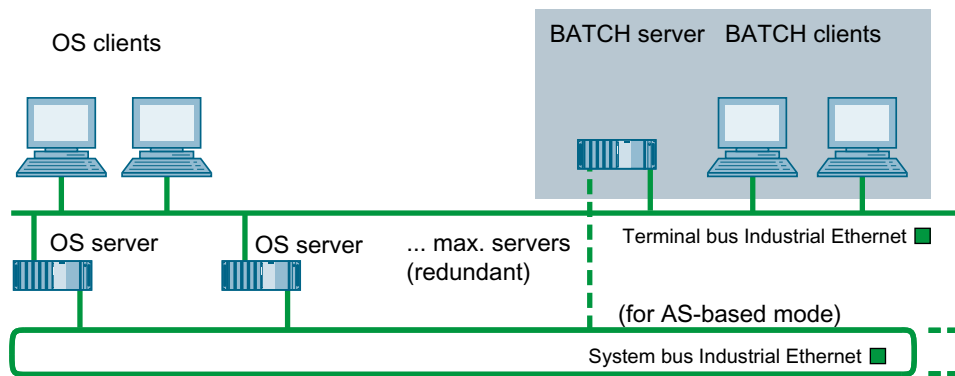 OS clients
BATCH server
BATCH clients
OS server
OS server
... max. servers
(redundant)
Terminal bus Industrial Ethernet
(for AS-based mode)
System bus Industrial Ethernet